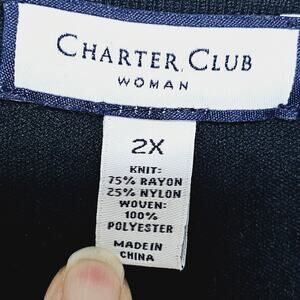 CHARTER CLUB
WOMAN
2X
KNIT:
75% RAYON
25% NYLON
WOVEN:
100%
POLYESTER
MADE IN
CHINA